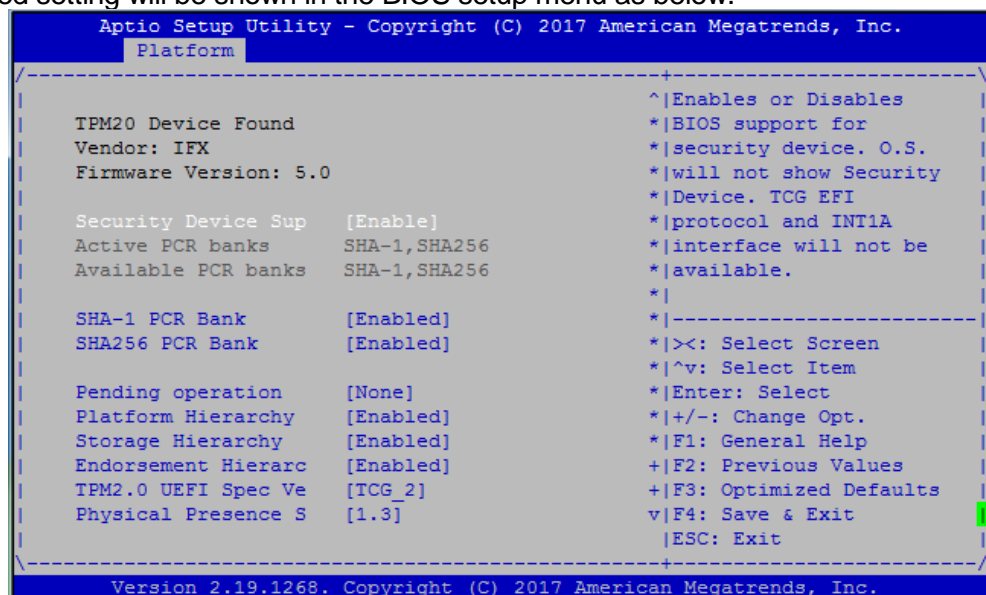 ed setting will be shown in the BIOS setup menu as below.
Aptio Setup Utility - Copyright (C) 2017 American Megatrends, Inc.
Platform
/----------------------------------------------------+------------------------\
^|Enables or Disables |
| TPM20 Device Found *|BIOS support for |
| Vendor: IFX *|security device. O.S. |
| Firmware Version: 5.0 *|will not show Security |
| *|Device. TCG EFI |
| Security Device Sup [Enable] *|protocol and INT1A |
| Active PCR banks SHA-1,SHA256 *|interface will not be |
| Available PCR banks SHA-1,SHA256 *|available. |
| *| |
| SHA-1 PCR Bank [Enabled] *|------------------------|
| SHA256 PCR Bank [Enabled] *|><: Select Screen |
| *|^v: Select Item |
| Pending operation [None] *|Enter: Select |
| Platform Hierarchy [Enabled] *|+/-: Change Opt. |
| Storage Hierarchy [Enabled] *|F1: General Help |
| Endorsement Hierarc [Enabled] +|F2: Previous Values |
| TPM2.0 UEFI Spec Ve [TCG_2] +|F3: Optimized Defaults |
| Physical Presence S [1.3] v|F4: Save & Exit |
| |ESC: Exit |
\----------------------------------------------------+------------------------/
Version 2.19.1268. Copyright (C) 2017 American Megatrends, Inc.